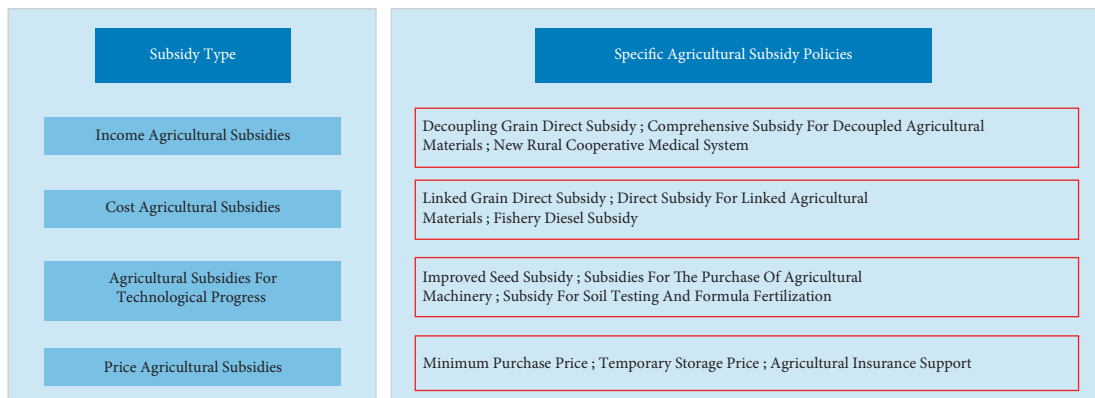 Subsidy Type
Specific Agricultural Subsidy Policies
Income Agricultural Subsidies
Decoupling Grain Direct Subsidy ; Comprehensive Subsidy For Decoupled Agricultural
Materials ; New Rural Cooperative Medical System
Cost Agricultural Subsidies
Linked Grain Direct Subsidy ; Direct Subsidy For Linked Agricultural
Materials ; Fishery Diesel Subsidy
Agricultural Subsidies For
Technological Progress
Improved Seed Subsidy ; Subsidies For The Purchase Of Agricultural
Machinery ; Subsidy For Soil Testing And Formula Fertilization
Price Agricultural Subsidies
Minimum Purchase Price ; Temporary Storage Price ; Agricultural Insurance Support